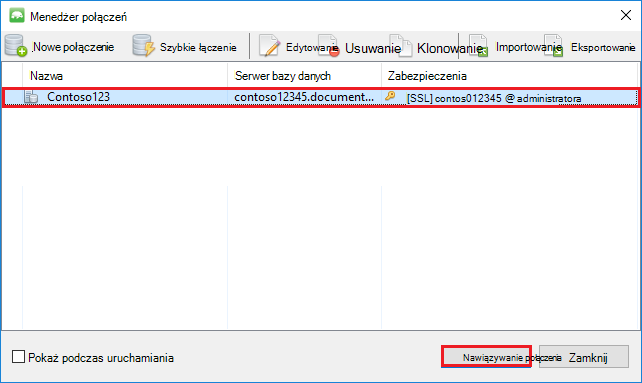 Menedżer połączeń
Nowe połączenie Szybkie łączenie Edytowanie Usuwanie Klonowanie Importowanie Eksportowanie
Nazwa Serwer bazy danych Zabezpieczenia
Contoso123 contoso12345.document... [SSL] contos012345 @ administratora
Pokaż podczas uruchamiania Nawiązywanie połączenia Zamknij